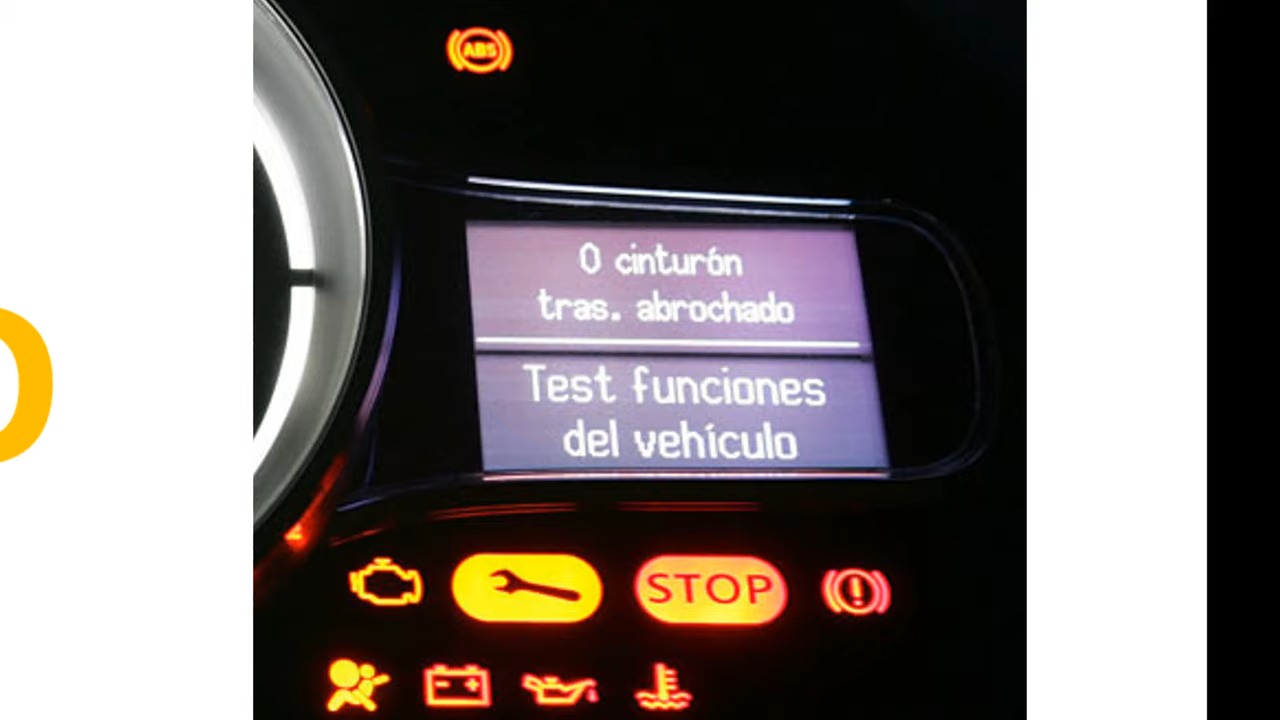 ABS
0 cinturón
tras. abrochado
Test funciones
del vehículo
STOP